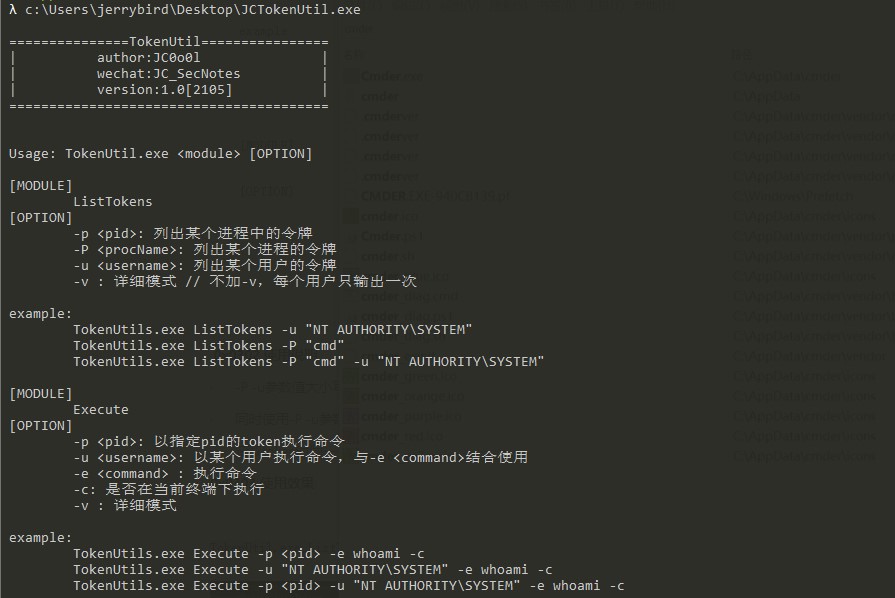 λ c:\Users\jerrybird\Desktop\JCTokenUtil.exe
===============TokenUtil================
| author:JC0o0l |
| wechat:JC_SecNotes |
| version:1.0[2105] |
========================================
Usage: TokenUtil.exe <module> [OPTION]
[MODULE]
ListTokens
[OPTION]
-p <pid>: 列出某个进程中的令牌
-P <procName>: 列出某个进程的令牌
-u <username>: 列出某个用户的令牌
-v : 详细模式 // 不加-v，每个用户只输出一次
example:
TokenUtils.exe ListTokens -u "NT AUTHORITY\SYSTEM"
TokenUtils.exe ListTokens -P "cmd"
TokenUtils.exe ListTokens -P "cmd" -u "NT AUTHORITY\SYSTEM"
[MODULE]
Execute
[OPTION]
-p <pid>: 以指定pid的token执行命令
-u <username>: 以某个用户执行命令，与-e <command>结合使用
-e <command> : 执行命令
-c: 是否在当前终端下执行
-v : 详细模式
example:
TokenUtils.exe Execute -p <pid> -e whoami -c
TokenUtils.exe Execute -u "NT AUTHORITY\SYSTEM" -e whoami -c
TokenUtils.exe Execute -p <pid> -u "NT AUTHORITY\SYSTEM" -e whoami -c